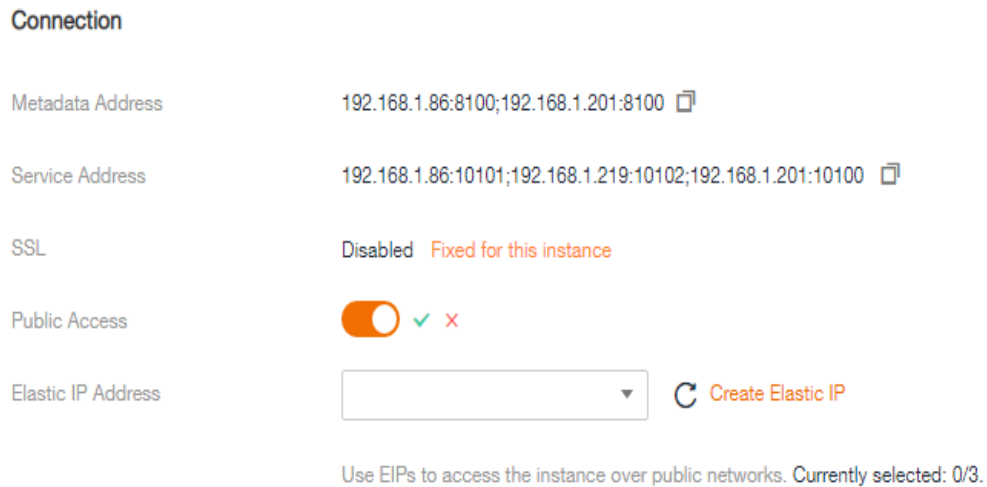 Connection
Metadata Address 192.168.1.86:8100;192.168.1.201:8100
Service Address 192.168.1.86:10101;192.168.1.219:10102;192.168.1.201:10100
SSL Disabled Fixed for this instance
Public Access
Elastic IP Address Create Elastic IP
Use EIPs to access the instance over public networks. Currently selected: 0/3.